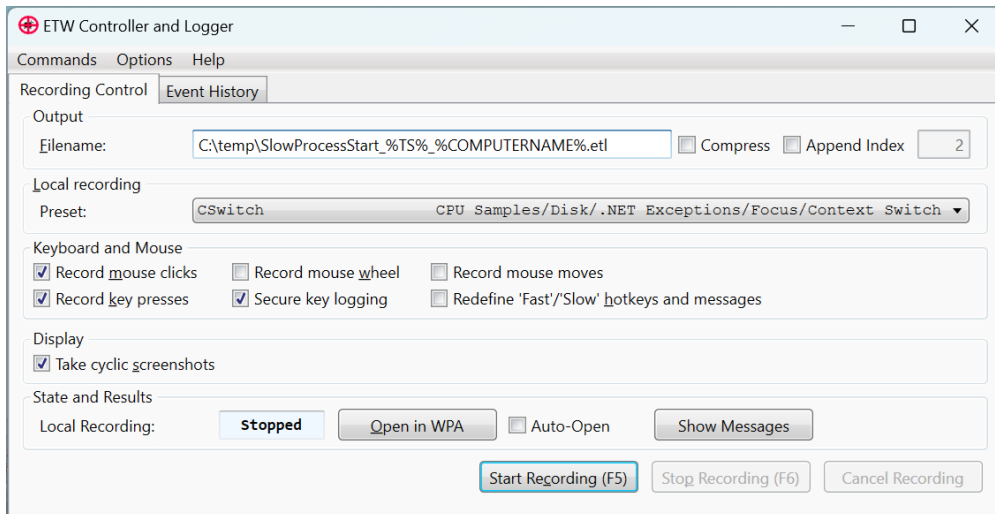 ETW Controller and Logger
Commands Options Help
Recording Control Event History
Output
Filename: C:\temp\SlowProcessStart_%TS%_%COMPUTERNAME%.etl Compress Append Index 2
Local recording
Preset: CSwitch CPU Samples/Disk/.NET Exceptions/Focus/Context Switch
Keyboard and Mouse
Record mouse clicks Record mouse wheel Record mouse moves
Record key presses Secure key logging Redefine 'Fast'/'Slow' hotkeys and messages
Display
Take cyclic screenshots
State and Results
Local Recording: Stopped Open in WPA Auto-Open Show Messages
Start Recording (F5) Stop Recording (F6) Cancel Recording